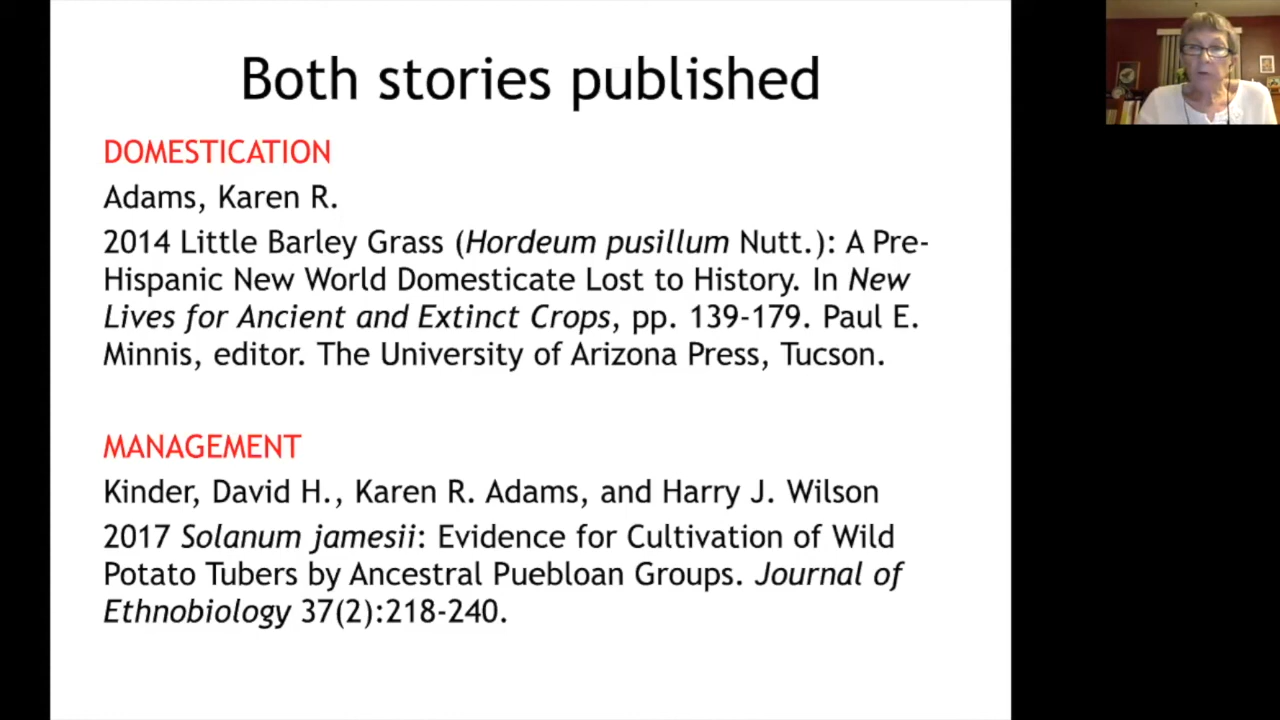 Both stories published
DOMESTICATION
Adams, Karen R.
2014 Little Barley Grass (Hordeum pusillum Nutt.): A Pre-
Hispanic New World Domesticate Lost to History. In New
Lives for Ancient and Extinct Crops, pp. 139-179. Paul E.
Minnis, editor. The University of Arizona Press, Tucson.
MANAGEMENT
Kinder, David H., Karen R. Adams, and Harry J. Wilson
2017 Solanum jamesii: Evidence for Cultivation of Wild
Potato Tubers by Ancestral Puebloan Groups. Journal of
Ethnobiology 37(2):218-240.